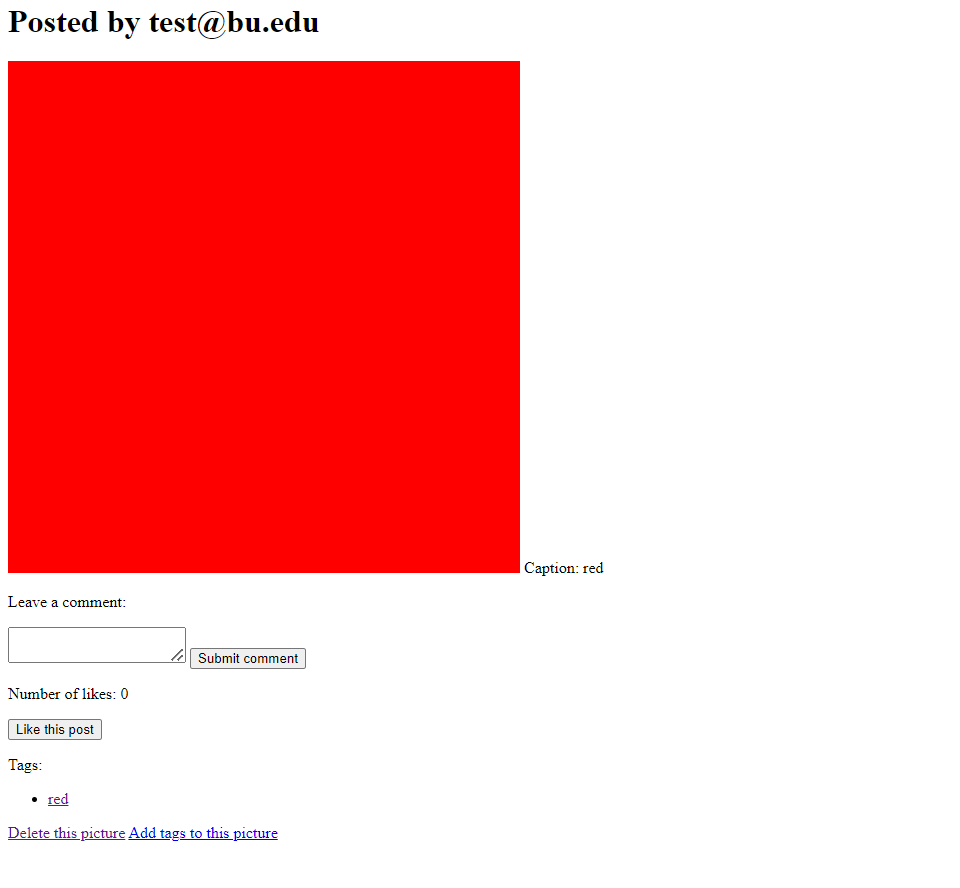 Posted by test@bu.edu
Caption: red
Leave a comment:
Submit comment
Number of likes: 0
Like this post
Tags:
red
Delete this picture Add tags to this picture